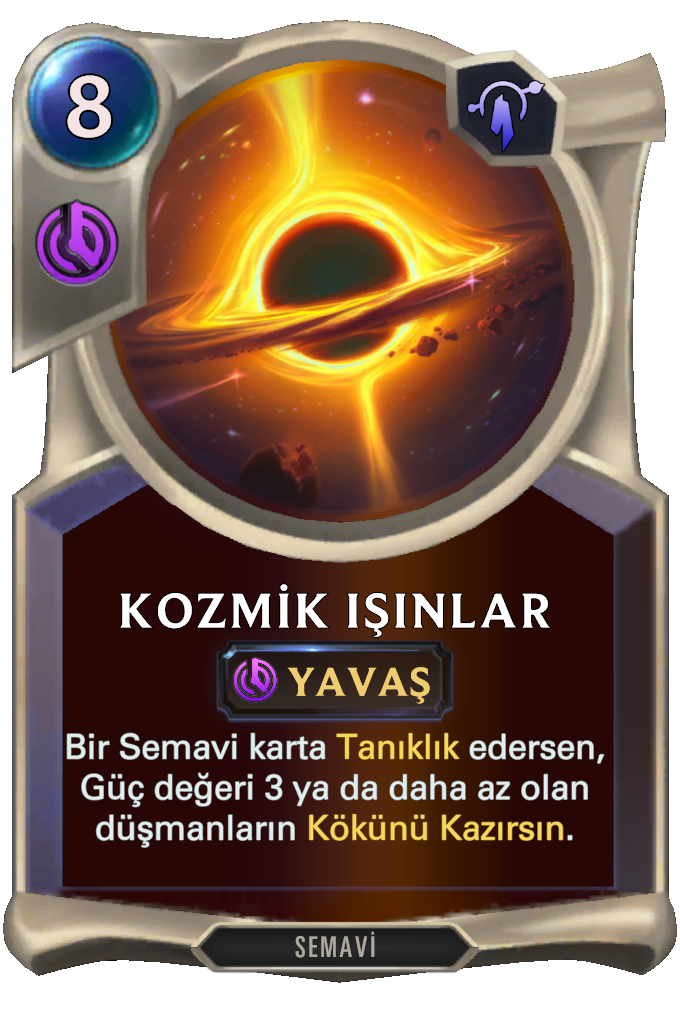 8
KOZMİK IŞINLAR
YAVAŞ
Bir Semavi karta Tanıklık edersen,
Güç değeri 3 ya da daha az olan
düşmanların Kökünü Kazırsın.
SEMAVİ